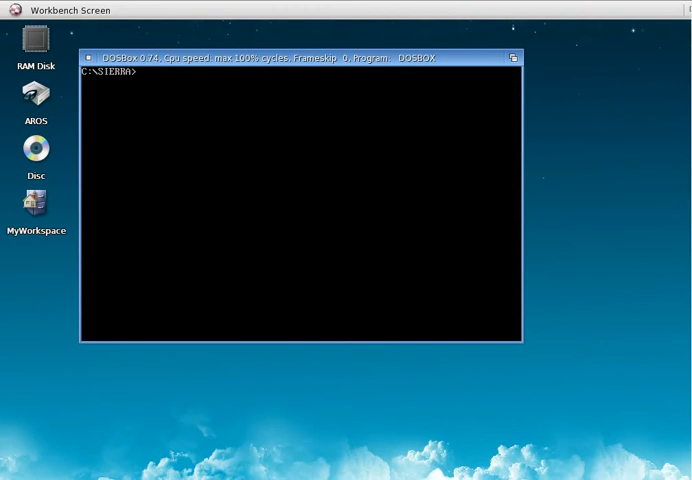 Workbench Screen
RAM Disk
DOSBox 0.74, Cpu speed: max 100% cycles, Frameskip 0, Program: DOSBOX
C:\SIERRA>
AROS
Disc
MyWorkspace